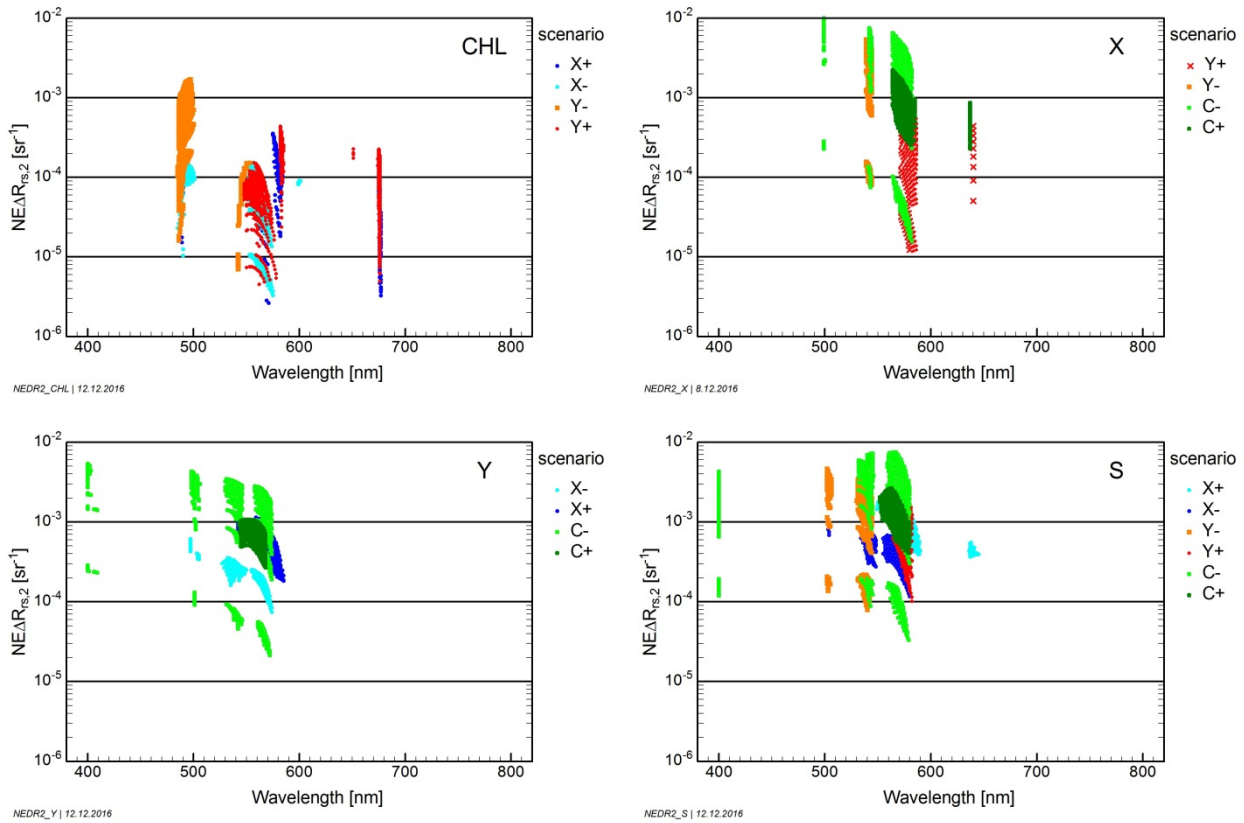 CHL
scenario
X+
X-
Y-
Y+
10⁻²
10⁻³
10⁻⁴
10⁻⁵
10⁻⁶
NEΔRrs,2 [sr⁻¹]
400 500 600 700 800
Wavelength [nm]
NEDR2_CHL | 12.12.2016
X
scenario
Y+
Y-
C-
C+
10⁻²
10⁻³
10⁻⁴
10⁻⁵
10⁻⁶
NEΔRrs,2 [sr⁻¹]
400 500 600 700 800
Wavelength [nm]
NEDR2_X | 8.12.2016
Y
scenario
X-
X+
C-
C+
10⁻²
10⁻³
10⁻⁴
10⁻⁵
10⁻⁶
NEΔRrs,2 [sr⁻¹]
400 500 600 700 800
Wavelength [nm]
NEDR2_Y | 12.12.2016
S
scenario
X+
X-
Y-
Y+
C-
C+
10⁻²
10⁻³
10⁻⁴
10⁻⁵
10⁻⁶
NEΔRrs,2 [sr⁻¹]
400 500 600 700 800
Wavelength [nm]
NEDR2_S | 12.12.2016